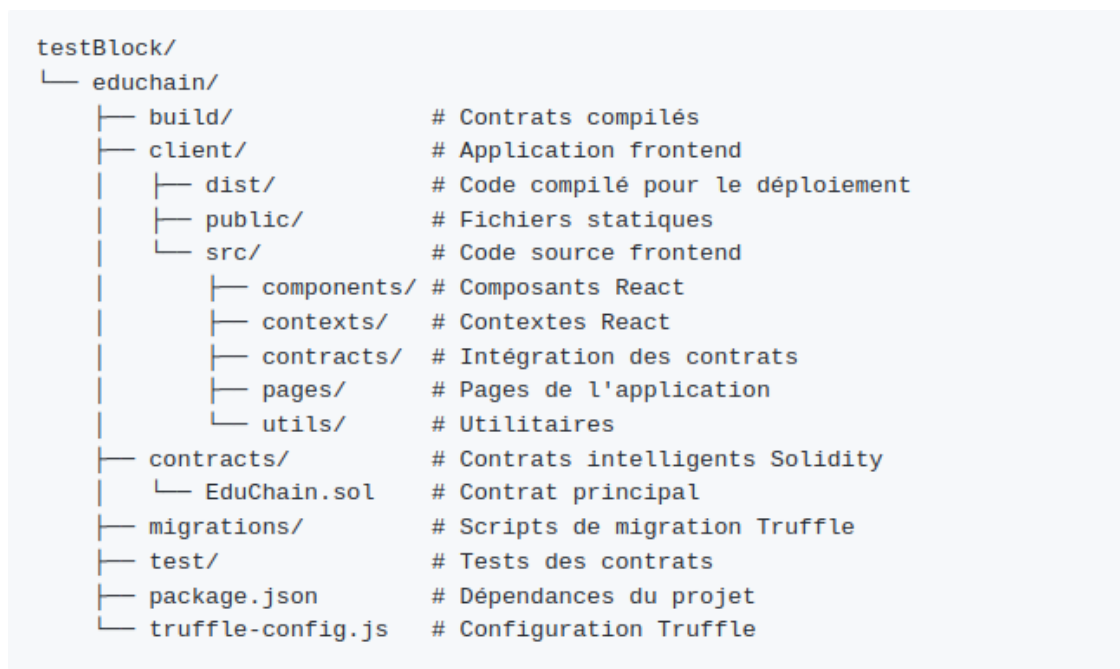 testBlock/
└── educhain/
    ├── build/              # Contrats compilés
    ├── client/             # Application frontend
    │   ├── dist/           # Code compilé pour le déploiement
    │   ├── public/         # Fichiers statiques
    │   └── src/            # Code source frontend
    │       ├── components/ # Composants React
    │       ├── contexts/   # Contextes React
    │       ├── contracts/  # Intégration des contrats
    │       ├── pages/      # Pages de l'application
    │       └── utils/      # Utilitaires
    ├── contracts/          # Contrats intelligents Solidity
    │   └── EduChain.sol    # Contrat principal
    ├── migrations/         # Scripts de migration Truffle
    ├── test/               # Tests des contrats
    ├── package.json        # Dépendances du projet
    └── truffle-config.js   # Configuration Truffle